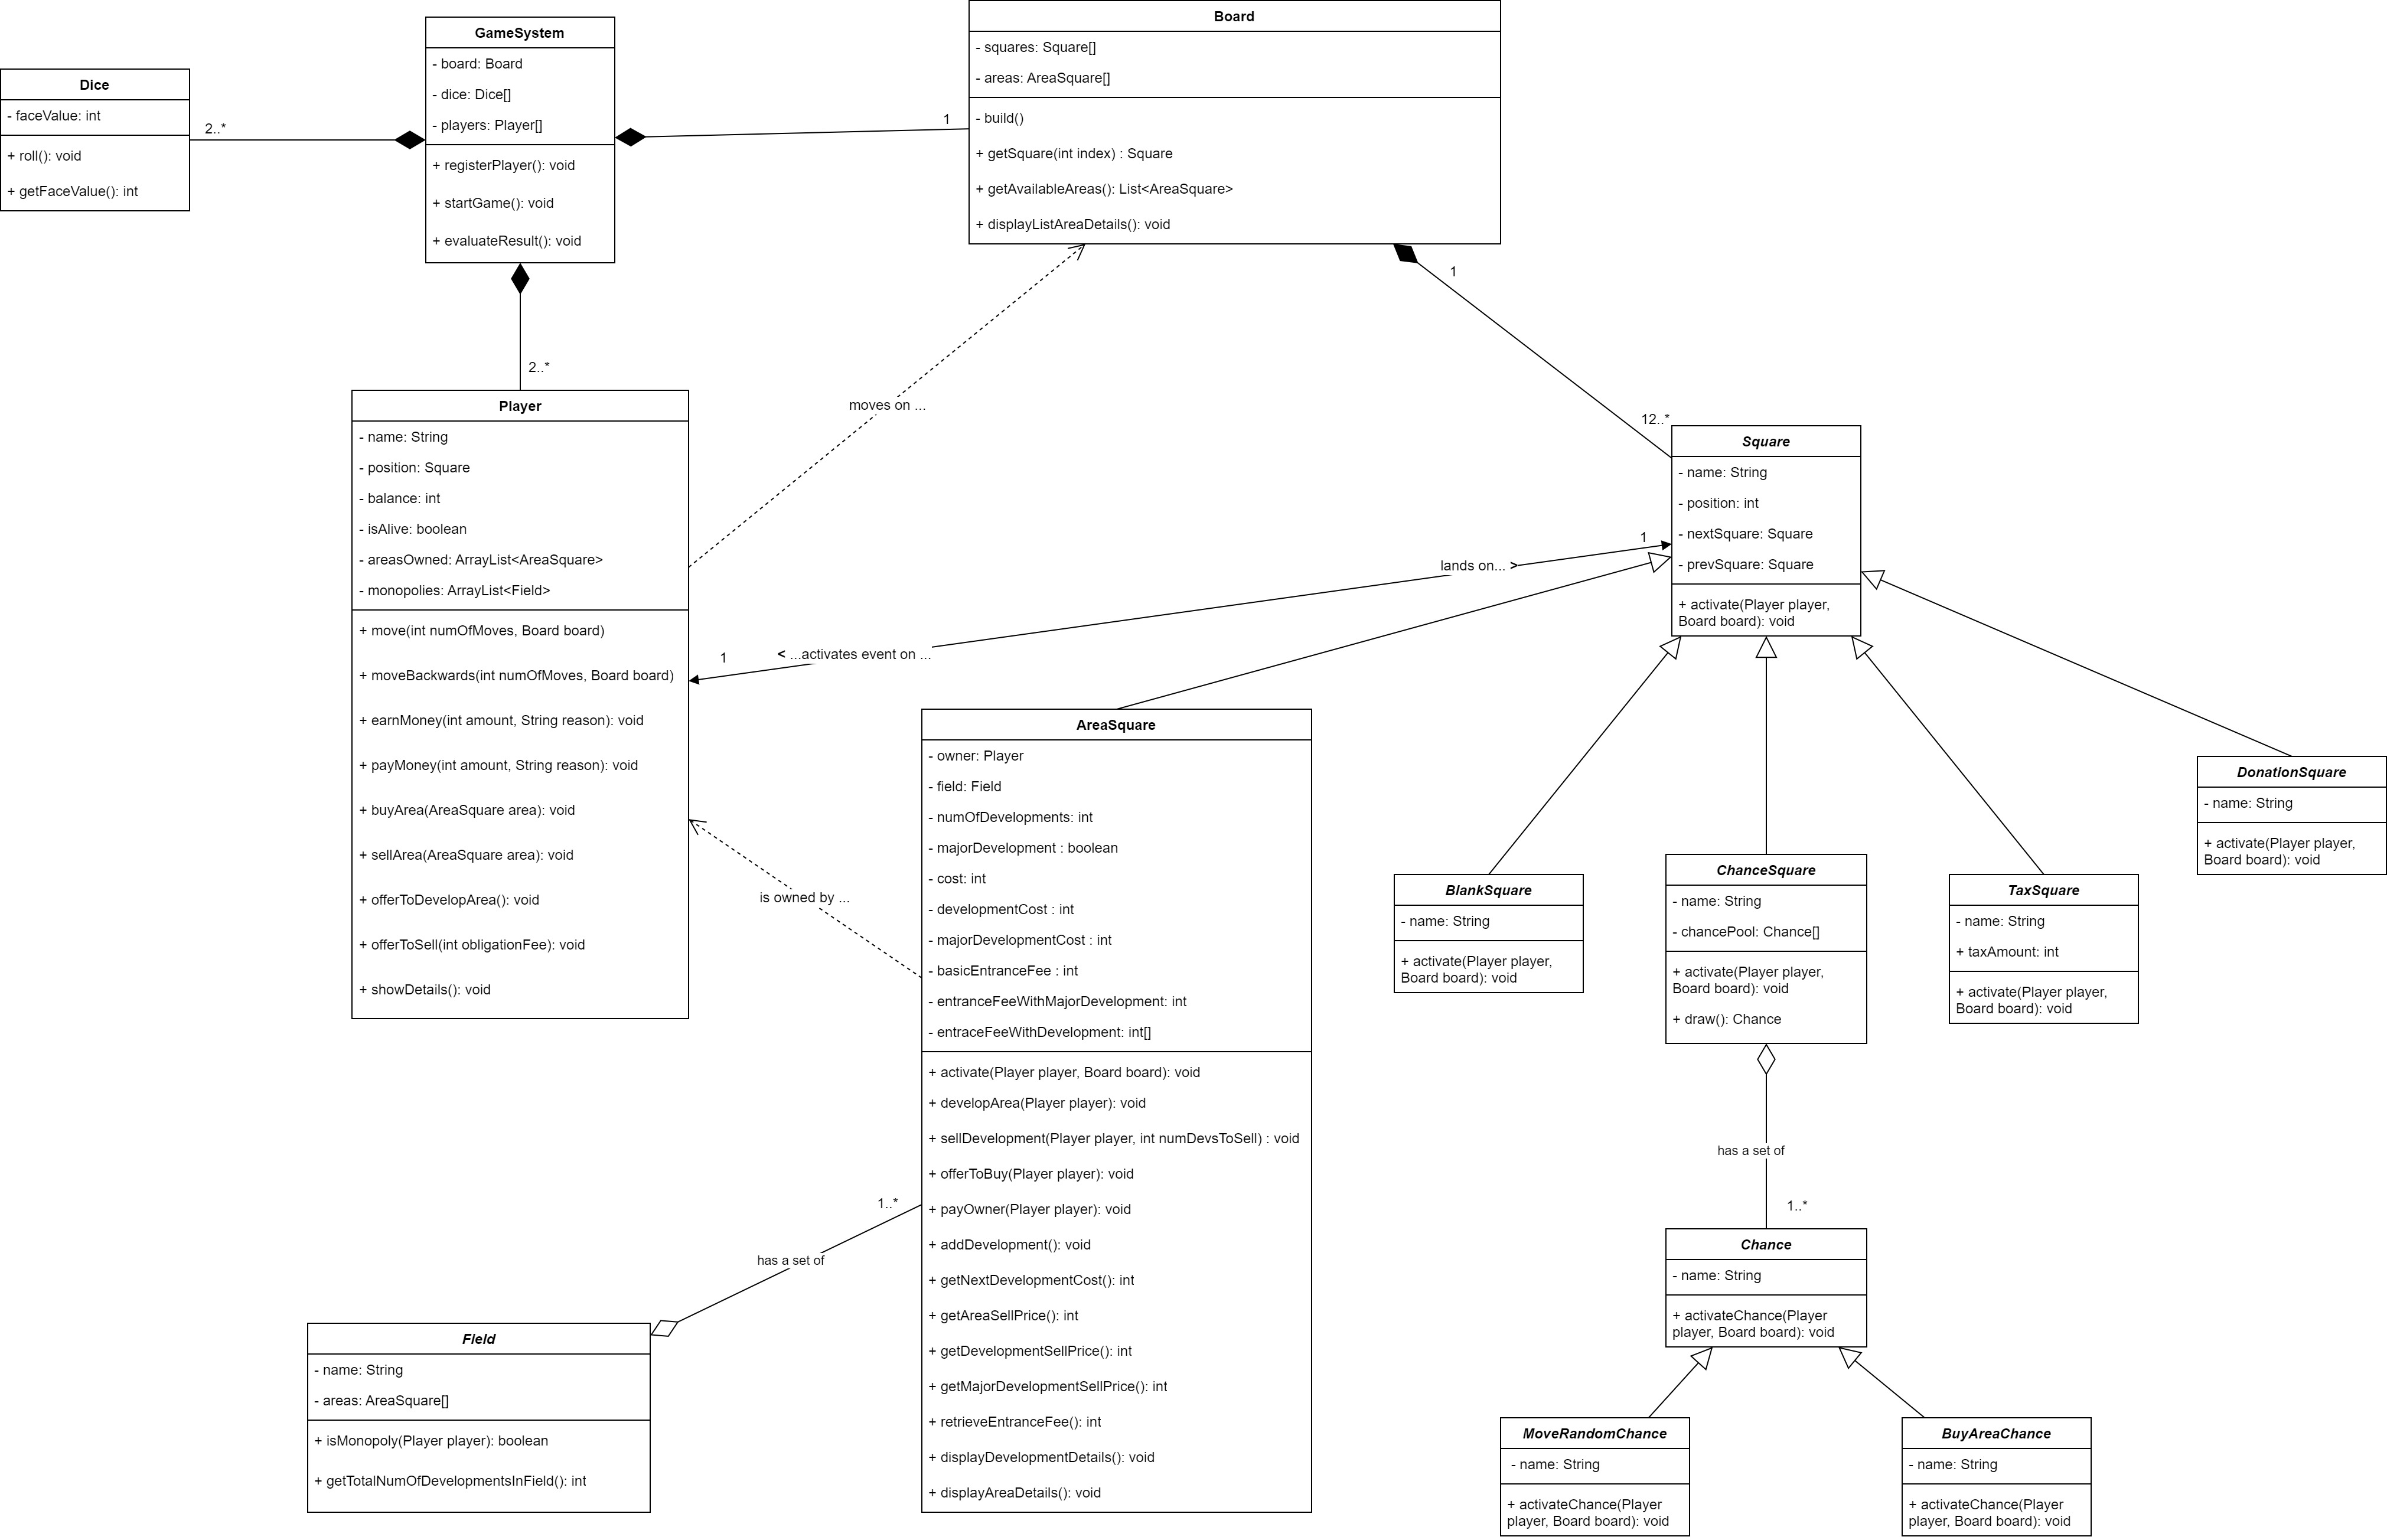 Dice
- faceValue: int
+ roll(): void
+ getFaceValue(): int
2..*
GameSystem
- board: Board
- dice: Dice[]
- players: Player[]
+ registerPlayer(): void
+ startGame(): void
+ evaluateResult(): void
1
Board
- squares: Square[]
- areas: AreaSquare[]
- build()
+ getSquare(int index) : Square
+ getAvailableAreas(): List<AreaSquare>
+ displayListAreaDetails(): void
1
12..*
2..*
Player
- name: String
- position: Square
- balance: int
- isAlive: boolean
- areasOwned: ArrayList<AreaSquare>
- monopolies: ArrayList<Field>
+ move(int numOfMoves, Board board)
+ moveBackwards(int numOfMoves, Board board)
+ earnMoney(int amount, String reason): void
+ payMoney(int amount, String reason): void
+ buyArea(AreaSquare area): void
+ sellArea(AreaSquare area): void
+ offerToDevelopArea(): void
+ offerToSell(int obligationFee): void
+ showDetails(): void
moves on ...
1
lands on... >
1
< ...activates event on ...
is owned by ...
Square
- name: String
- position: int
- nextSquare: Square
- prevSquare: Square
+ activate(Player player,
Board board): void
AreaSquare
- owner: Player
- field: Field
- numOfDevelopments: int
- majorDevelopment : boolean
- cost: int
- developmentCost : int
- majorDevelopmentCost : int
- basicEntranceFee : int
- entranceFeeWithMajorDevelopment: int
- entraceFeeWithDevelopment: int[]
+ activate(Player player, Board board): void
+ developArea(Player player): void
+ sellDevelopment(Player player, int numDevsToSell) : void
+ offerToBuy(Player player): void
+ payOwner(Player player): void
+ addDevelopment(): void
+ getNextDevelopmentCost(): int
+ getAreaSellPrice(): int
+ getDevelopmentSellPrice(): int
+ getMajorDevelopmentSellPrice(): int
+ retrieveEntranceFee(): int
+ displayDevelopmentDetails(): void
+ displayAreaDetails(): void
1..*
has a set of
Field
- name: String
- areas: AreaSquare[]
+ isMonopoly(Player player): boolean
+ getTotalNumOfDevelopmentsInField(): int
BlankSquare
- name: String
+ activate(Player player,
Board board): void
ChanceSquare
- name: String
- chancePool: Chance[]
+ activate(Player player,
Board board): void
+ draw(): Chance
TaxSquare
- name: String
+ taxAmount: int
+ activate(Player player,
Board board): void
DonationSquare
- name: String
+ activate(Player player,
Board board): void
has a set of
1..*
Chance
- name: String
+ activateChance(Player
player, Board board): void
MoveRandomChance
- name: String
+ activateChance(Player
player, Board board): void
BuyAreaChance
- name: String
+ activateChance(Player
player, Board board): void